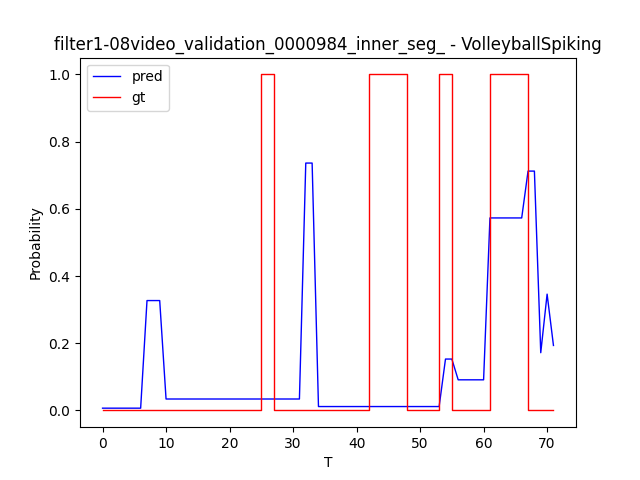 filter1-08video_validation_0000984_inner_seg_ - VolleyballSpiking
pred
gt
1.0
0.8
0.6
0.4
0.2
0.0
Probability
0 10 20 30 40 50 60 70
T